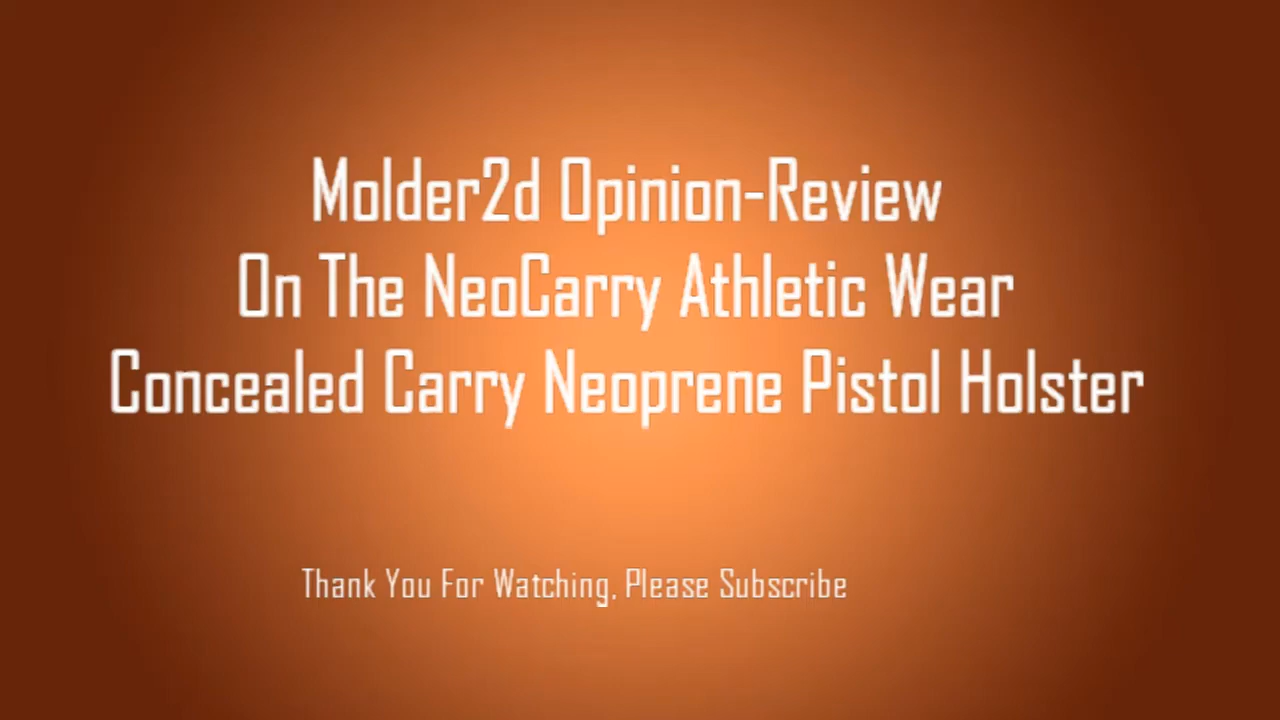 Molder2d Opinion-Review
On The NeoCarry Athletic Wear
Concealed Carry Neoprene Pistol Holster
Thank You For Watching, Please Subscribe